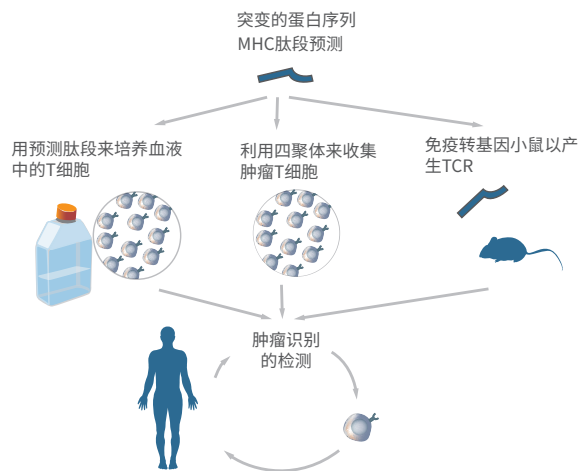 突变的蛋白序列
MHC肽段预测
用预测肽段来培养血液
中的T细胞
利用四聚体来收集
肿瘤T细胞
免疫转基因小鼠以产
生TCR
肿瘤识别
的检测